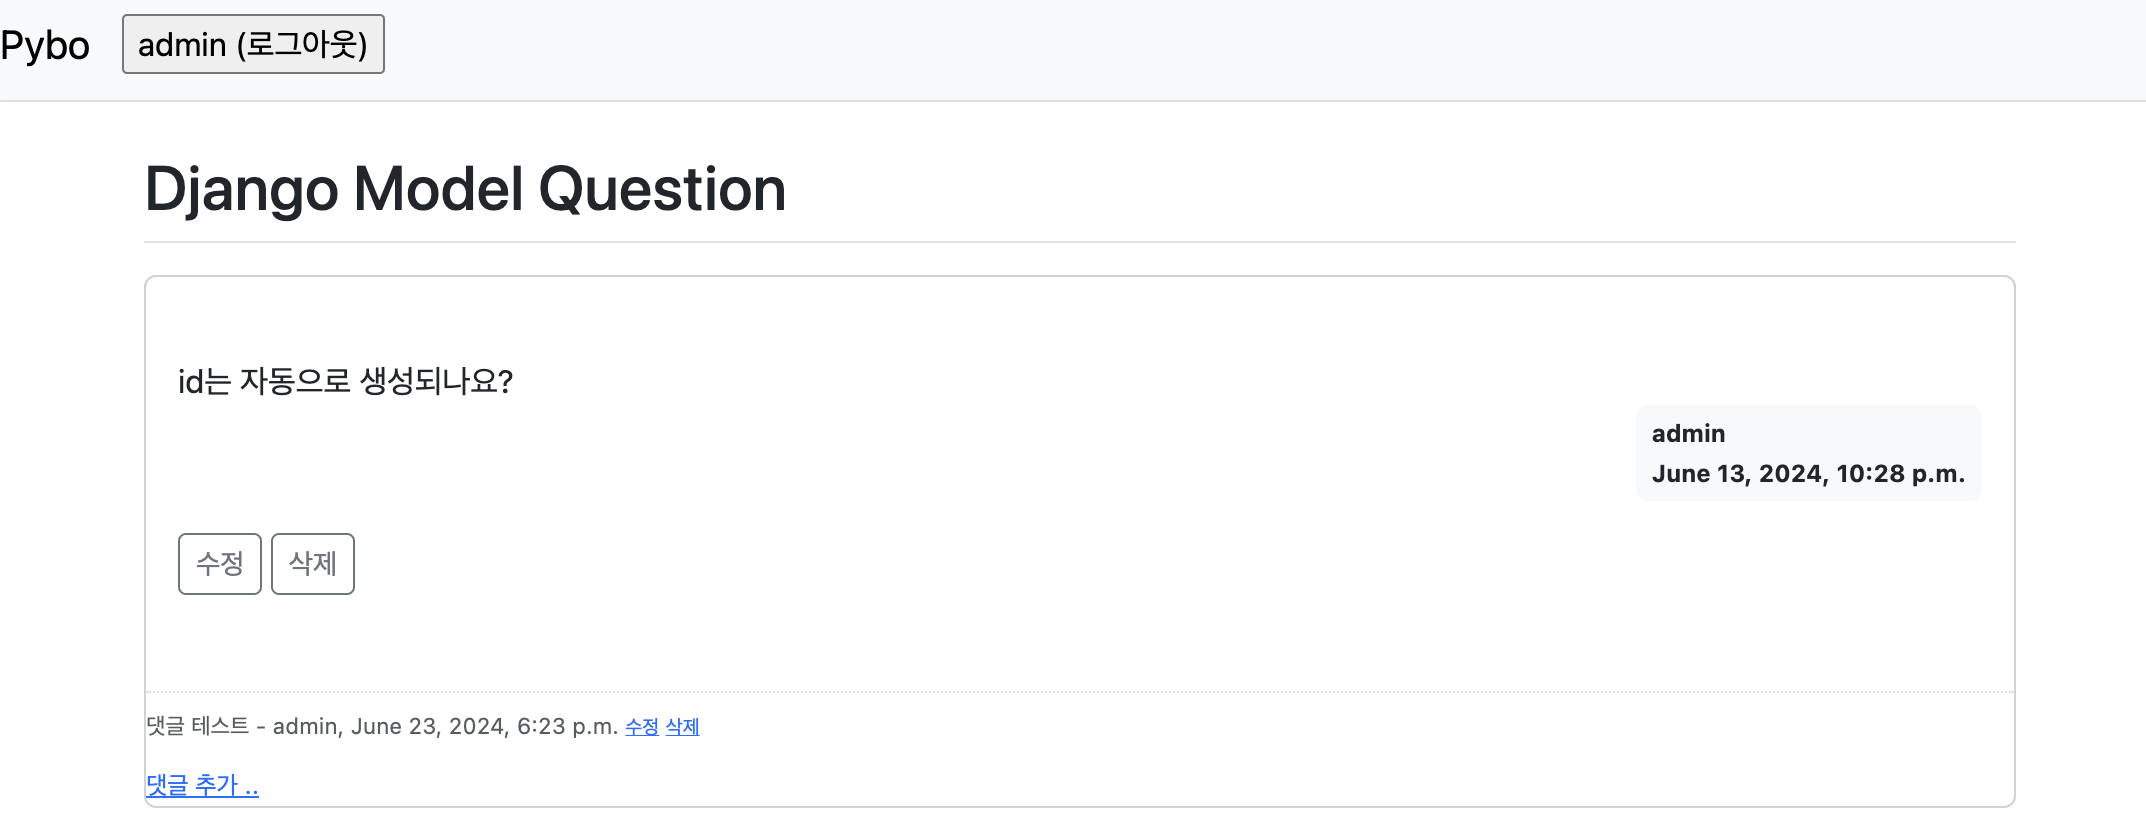 Pybo admin (로그아웃)
Django Model Question
id는 자동으로 생성되나요?
admin
June 13, 2024, 10:28 p.m.
수정 삭제
댓글 테스트 - admin, June 23, 2024, 6:23 p.m. 수정 삭제
댓글 추가 ..